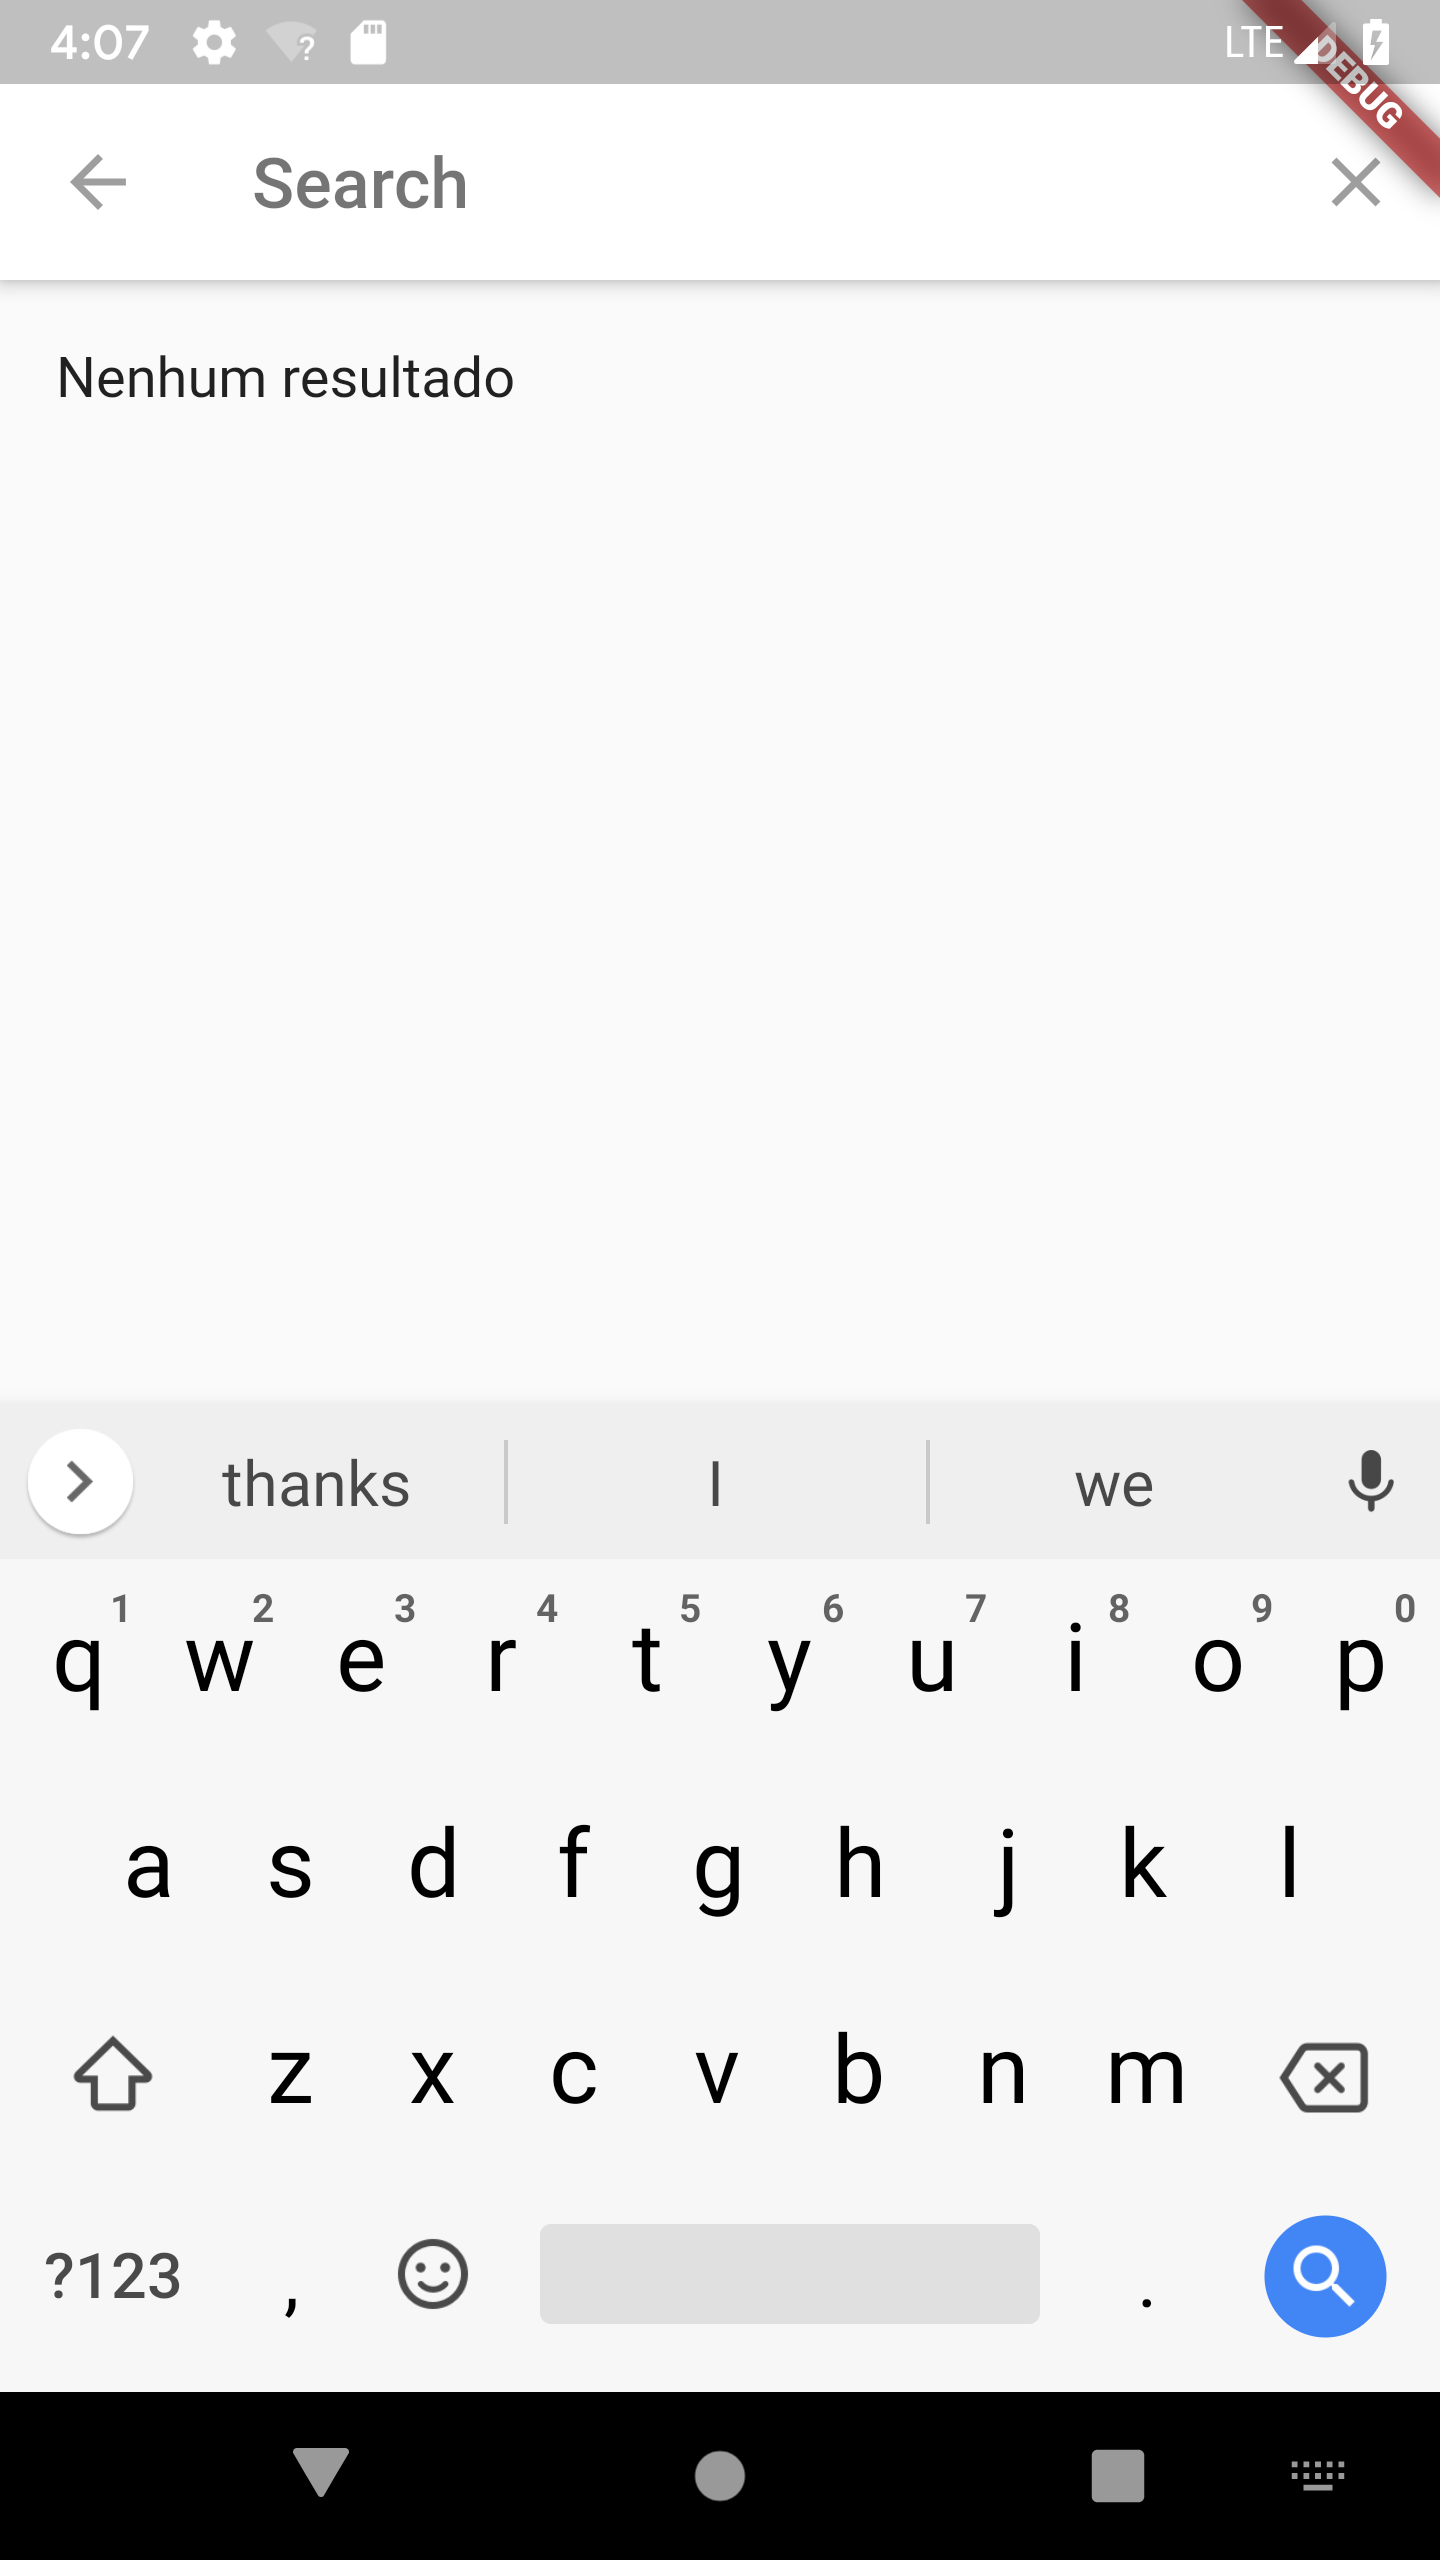 4:07 LTE
DEBUG
Search
Nenhum resultado
thanks I we
1 2 3 4 5 6 7 8 9 0
q w e r t y u i o p
a s d f g h j k l
z x c v b n m
?123 , .